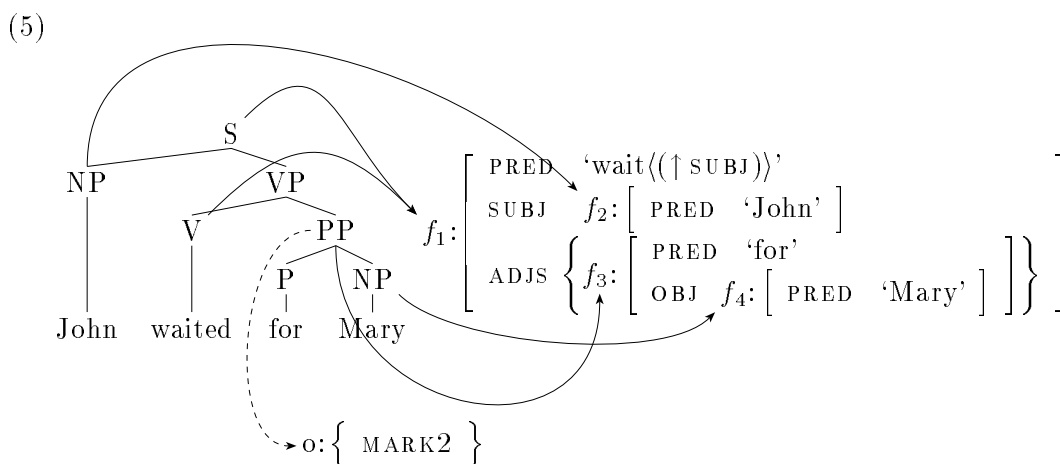 (5)
S
NP VP
V PP
P NP
John waited for Mary
f1: [ PRED ‘wait⟨(↑ SUBJ)⟩’
SUBJ f2: [ PRED ‘John’ ]
ADJS { f3: [ PRED ‘for’
OBJ f4: [ PRED ‘Mary’ ] ] } ]
o: { MARK2 }